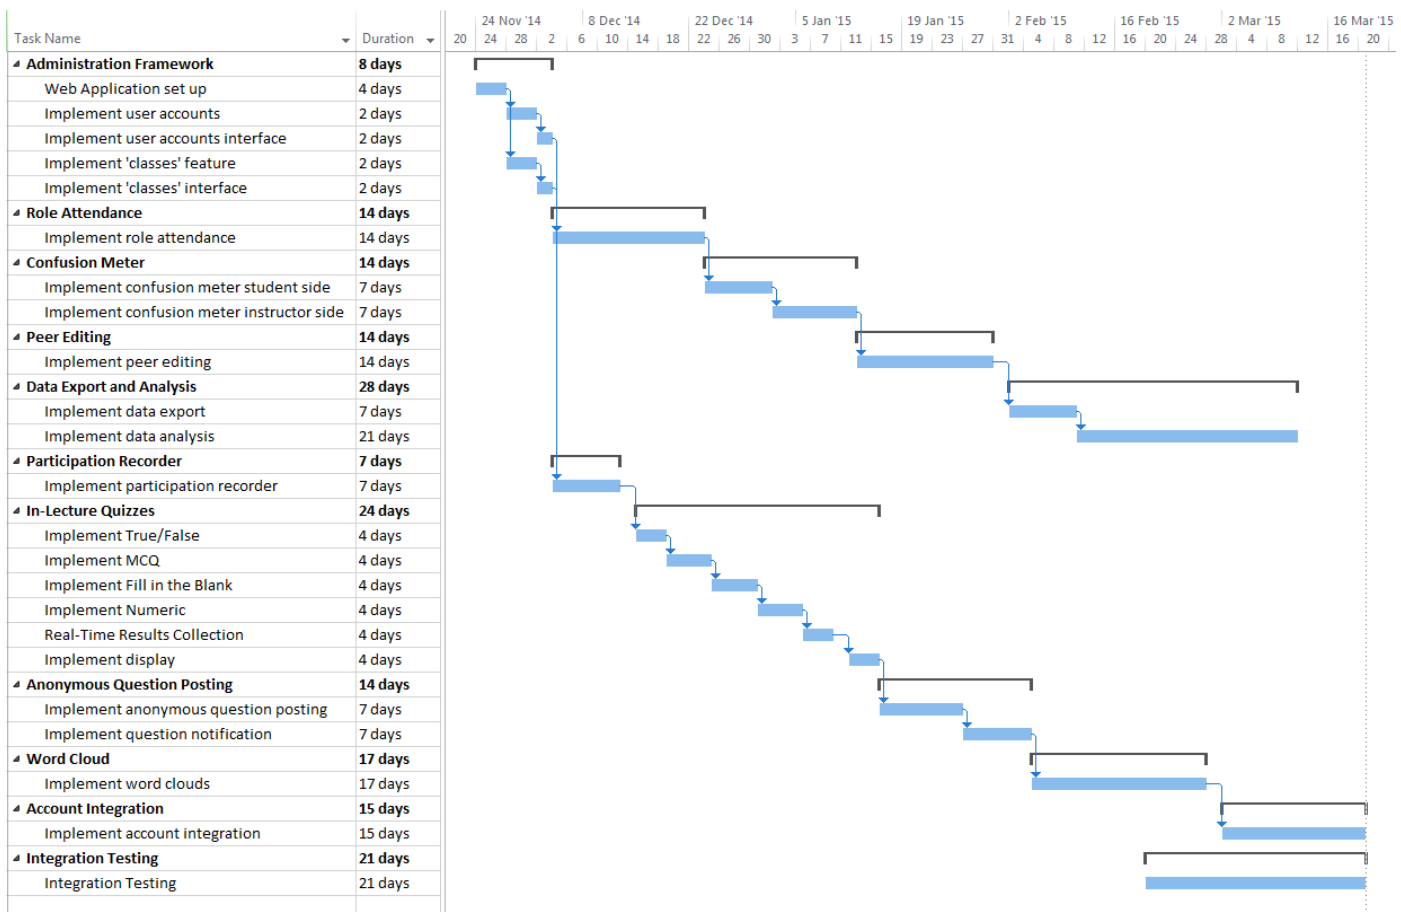 24 Nov '14 8 Dec '14 22 Dec '14 5 Jan '15 19 Jan '15 2 Feb '15 16 Feb '15 2 Mar '15 16 Mar '15
Task Name Duration 20 24 28 2 6 10 14 18 22 26 30 3 7 11 15 19 23 27 31 4 8 12 16 20 24 28 4 8 12 16 20
Administration Framework 8 days
Web Application set up 4 days
Implement user accounts 2 days
Implement user accounts interface 2 days
Implement 'classes' feature 2 days
Implement 'classes' interface 2 days
Role Attendance 14 days
Implement role attendance 14 days
Confusion Meter 14 days
Implement confusion meter student side 7 days
Implement confusion meter instructor side 7 days
Peer Editing 14 days
Implement peer editing 14 days
Data Export and Analysis 28 days
Implement data export 7 days
Implement data analysis 21 days
Participation Recorder 7 days
Implement participation recorder 7 days
In-Lecture Quizzes 24 days
Implement True/False 4 days
Implement MCQ 4 days
Implement Fill in the Blank 4 days
Implement Numeric 4 days
Real-Time Results Collection 4 days
Implement display 4 days
Anonymous Question Posting 14 days
Implement anonymous question posting 7 days
Implement question notification 7 days
Word Cloud 17 days
Implement word clouds 17 days
Account Integration 15 days
Implement account integration 15 days
Integration Testing 21 days
Integration Testing 21 days